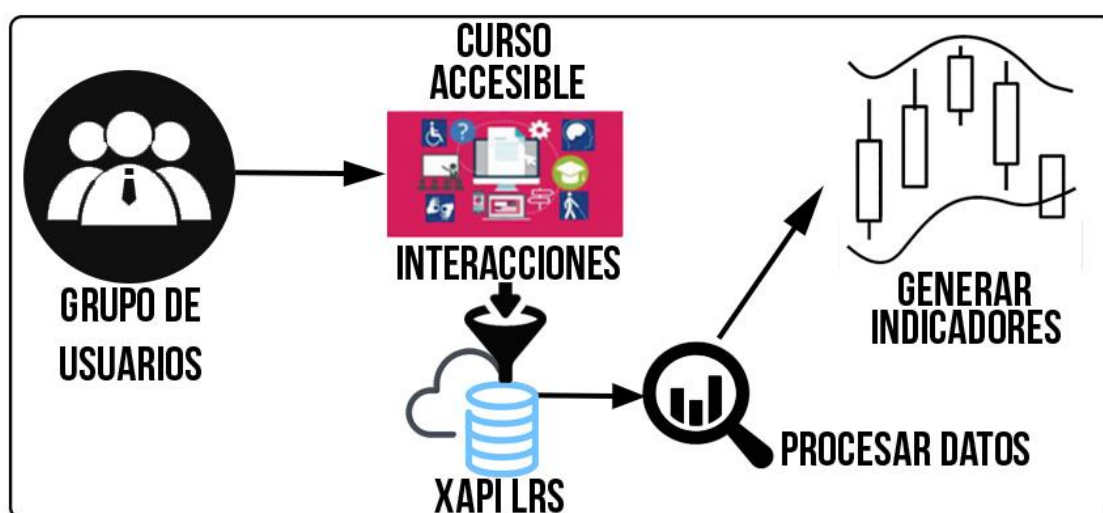 CURSO
ACCESIBLE
?
INTERACCIONES
GRUPO DE
USUARIOS
GENERAR
INDICADORES
PROCESAR DATOS
XAPI LRS